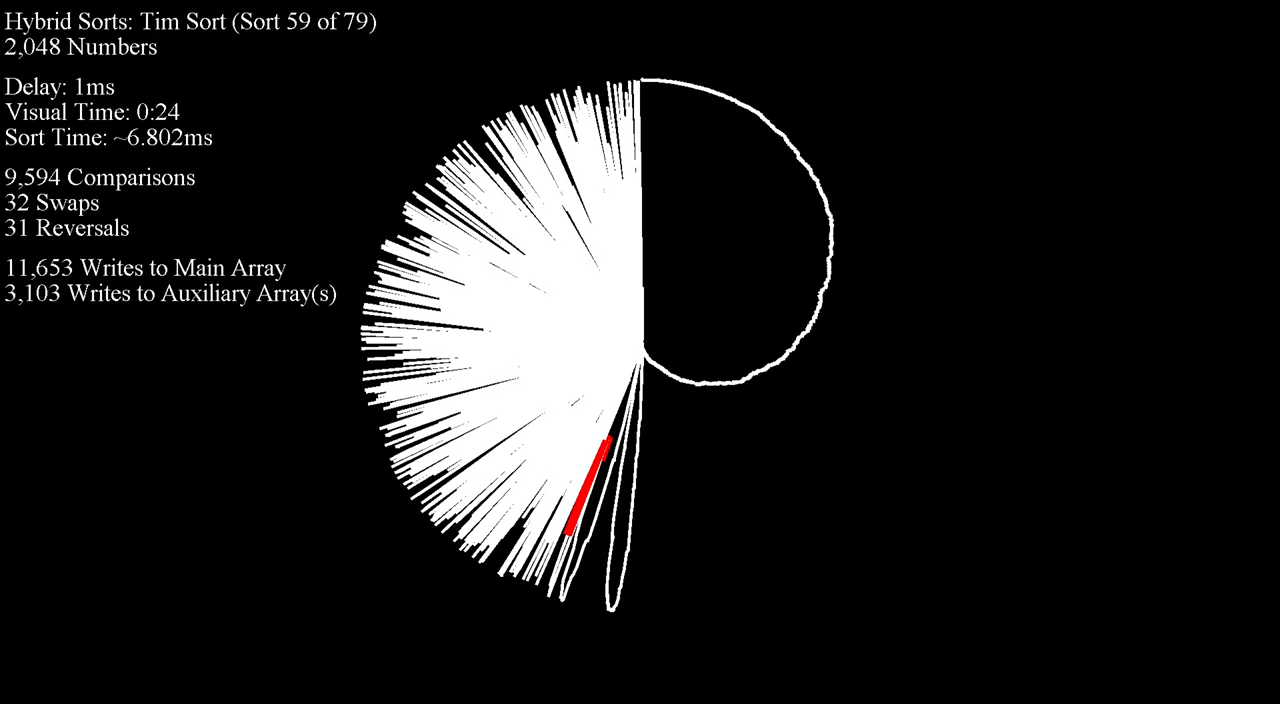 Hybrid Sorts: Tim Sort (Sort 59 of 79)
2,048 Numbers
Delay: 1ms
Visual Time: 0:24
Sort Time: ~6.802ms
9,594 Comparisons
32 Swaps
31 Reversals
11,653 Writes to Main Array
3,103 Writes to Auxiliary Array(s)